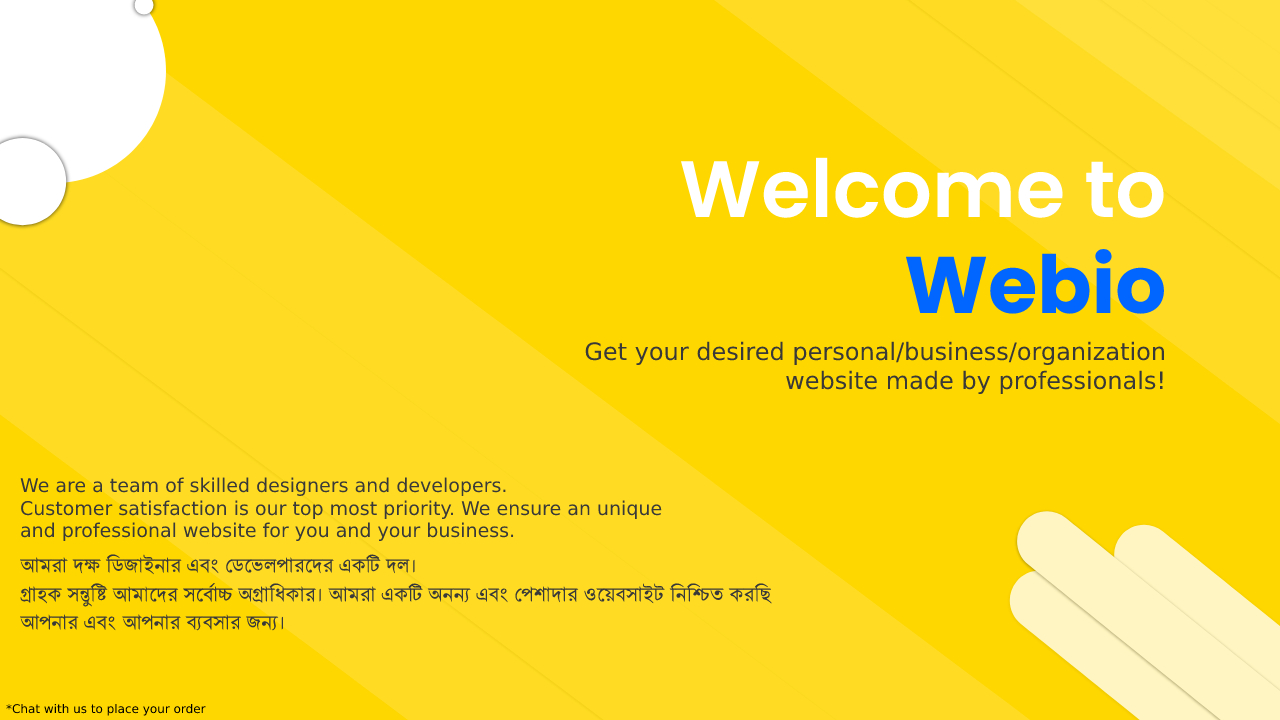 Welcome to
Webio
Get your desired personal/business/organization
website made by professionals!
We are a team of skilled designers and developers.
Customer satisfaction is our top most priority. We ensure an unique
and professional website for you and your business.
আমরা দক্ষ ডিজাইনার এবং ডেভেলপারদের একটি দল।
গ্রাহক সন্তুষ্টি আমাদের সর্বোচ্চ অগ্রাধিকার। আমরা একটি অনন্য এবং পেশাদার ওয়েবসাইট নিশ্চিত করছি
আপনার এবং আপনার ব্যবসার জন্য।
*Chat with us to place your order